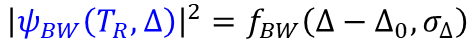 |ψ_BW(T_R, Δ)|² = f_BW(Δ − Δ₀, σ_Δ)